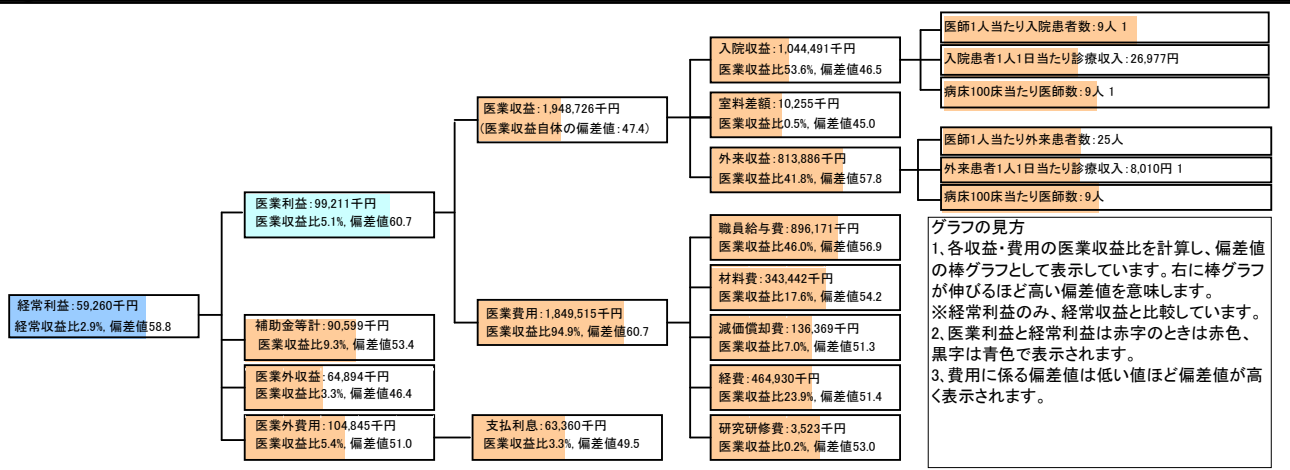 経常利益:59,260千円
経常収益比2.9%, 偏差値58.8
医業利益:99,211千円
医業収益比5.1%, 偏差値60.7
補助金等計:90,599千円
医業収益比9.3%, 偏差値53.4
医業外収益:64,894千円
医業収益比3.3%, 偏差値46.4
医業外費用:104,845千円
医業収益比5.4%, 偏差値51.0
医業収益:1,948,726千円
(医業収益自体の偏差値:47.4)
医業費用:1,849,515千円
医業収益比94.9%, 偏差値60.7
支払利息:63,360千円
医業収益比3.3%, 偏差値49.5
入院収益:1,044,491千円
医業収益比53.6%, 偏差値46.5
室料差額:10,255千円
医業収益比0.5%, 偏差値45.0
外来収益:813,886千円
医業収益比41.8%, 偏差値57.8
職員給与費:896,171千円
医業収益比46.0%, 偏差値56.9
材料費:343,442千円
医業収益比17.6%, 偏差値54.2
減価償却費:136,369千円
医業収益比7.0%, 偏差値51.3
経費:464,930千円
医業収益比23.9%, 偏差値51.4
研究研修費:3,523千円
医業収益比0.2%, 偏差値53.0
医師1人当たり入院患者数:9人 1
入院患者1人1日当たり診療収入:26,977円
病床100床当たり医師数:9人 1
医師1人当たり外来患者数:25人
外来患者1人1日当たり診療収入:8,010円 1
病床100床当たり医師数:9人
グラフの見方
1、各収益・費用の医業収益比を計算し、偏差値
の棒グラフとして表示しています。右に棒グラフ
が伸びるほど高い偏差値を意味します。
※経常利益のみ、経常収益と比較しています。
2、医業利益と経常利益は赤字のときは赤色、
黒字は青色で表示されます。
3、費用に係る偏差値は低い値ほど偏差値が高
く表示されます。